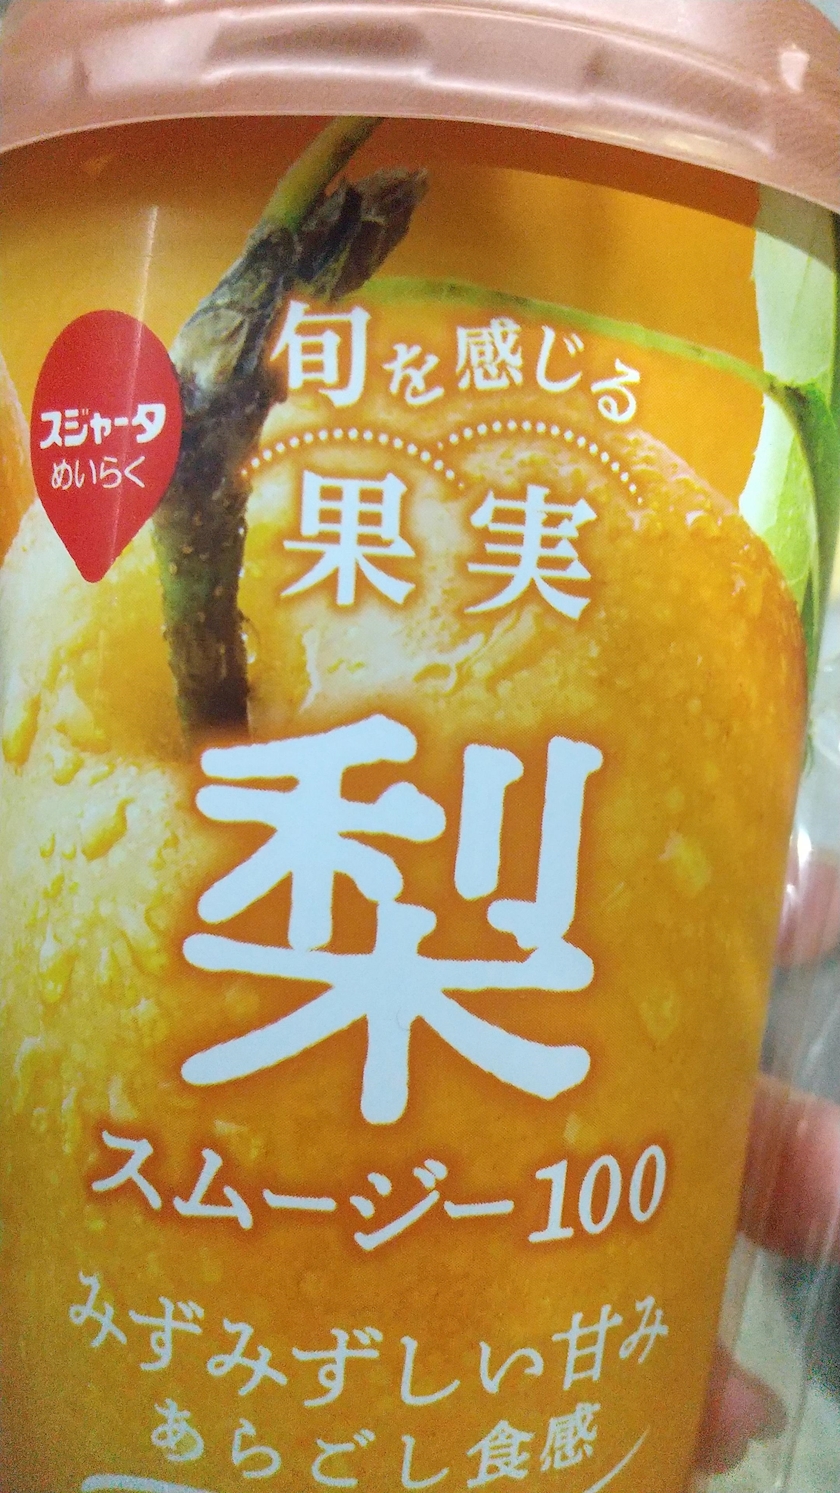 スジャータ
めいらく
旬を感じる
果実
梨
スムージー100
みずみずしい甘み
あらごし食感